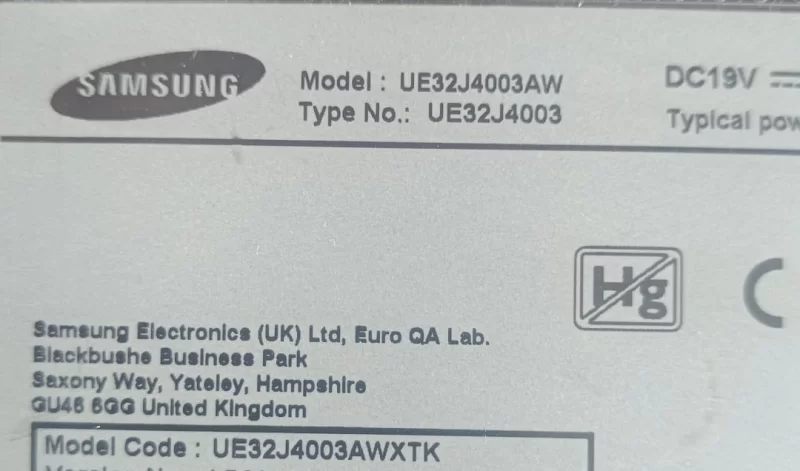 SAMSUNG
Model : UE32J4003AW
Type No.: UE32J4003
DC19V
Typical
Hg
Samsung Electronics (UK) Ltd, Euro QA Lab.
Blackbushe Business Park
Saxony Way, Yateley, Hampshire
GU46 6GG United Kingdom
Model Code : UE32J4003AWXTK